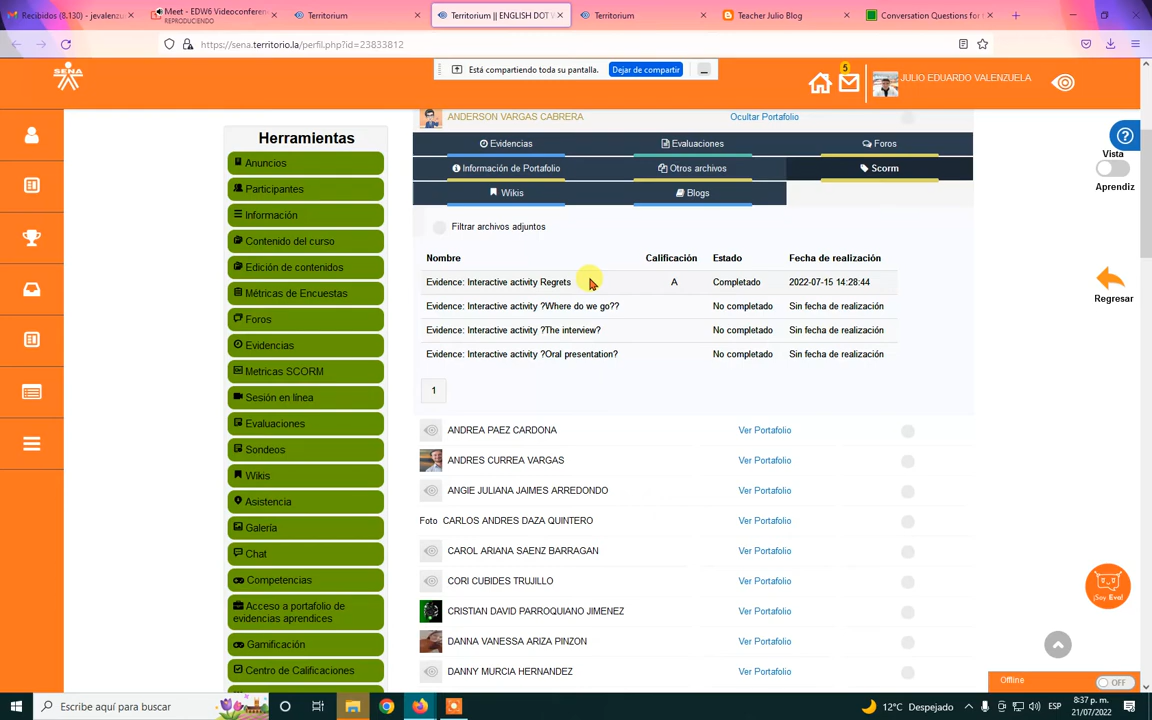 Recibidos (8.130) - jevalenzu
Meet - EDW6 Videoconferen
REPRODUCIENDO
Territorium
Territorium || ENGLISH DOT W
Territorium
Teacher Julio Blog
Conversation Questions for
https://sena.territorio.la/perfil.php?id=23833812
Está compartiendo toda su pantalla.
Dejar de compartir
SENA
5
JULIO EDUARDO VALENZUELA
Herramientas
Anuncios
Participantes
Información
Contenido del curso
Edición de contenidos
Métricas de Encuestas
Foros
Evidencias
Metricas SCORM
Sesión en línea
Evaluaciones
Sondeos
Wikis
Asistencia
Galería
Chat
Competencias
Acceso a portafolio de
evidencias aprendices
Gamificación
Centro de Calificaciones
ANDERSON VARGAS CABRERA Ocultar Portafolio
Evidencias Evaluaciones Foros
Información de Portafolio Otros archivos Scorm
Wikis Blogs
Filtrar archivos adjuntos
Nombre Calificación Estado Fecha de realización
Evidence: Interactive activity Regrets A Completado 2022-07-15 14:28:44
Evidence: Interactive activity ?Where do we go?? No completado Sin fecha de realización
Evidence: Interactive activity ?The interview? No completado Sin fecha de realización
Evidence: Interactive activity ?Oral presentation? No completado Sin fecha de realización
1
ANDREA PAEZ CARDONA Ver Portafolio
ANDRES CURREA VARGAS Ver Portafolio
ANGIE JULIANA JAIMES ARREDONDO Ver Portafolio
Foto CARLOS ANDRES DAZA QUINTERO Ver Portafolio
CAROL ARIANA SAENZ BARRAGAN Ver Portafolio
CORI CUBIDES TRUJILLO Ver Portafolio
CRISTIAN DAVID PARROQUIANO JIMENEZ Ver Portafolio
DANNA VANESSA ARIZA PINZON Ver Portafolio
DANNY MURCIA HERNANDEZ Ver Portafolio
Vista
Aprendiz
Regresar
¡Soy Eva!
Offline OFF
Escribe aquí para buscar
12°C Despejado
ESP
8:37 p. m.
21/07/2022